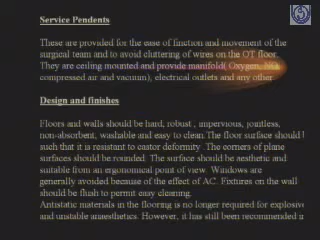 Service Pendents
These are provided for the ease of function and movement of the
surgical team and to avoid cluttering of wires on the OT floor.
They are ceiling mounted and provide manifold( Oxygen,
compressed air and vacuum), electrical outlets and any other
Design and finishes
Floors and walls should be hard, robust , impervious, jointless,
non-absorbent, washable and easy to clean.The floor surface should
such that it is resistant to castor deformity .The corners of plane
surfaces should be rounded. The surface should be aesthetic and
suitable from an ergonomical point of view. Windows are
generally avoided because of the effect of AC. Fixtures on the wall
should be flush to permit easy cleaning.
Antistatic materials in the flooring is no longer required for explosive
and unstable anaesthetics. However, it has still been recommended